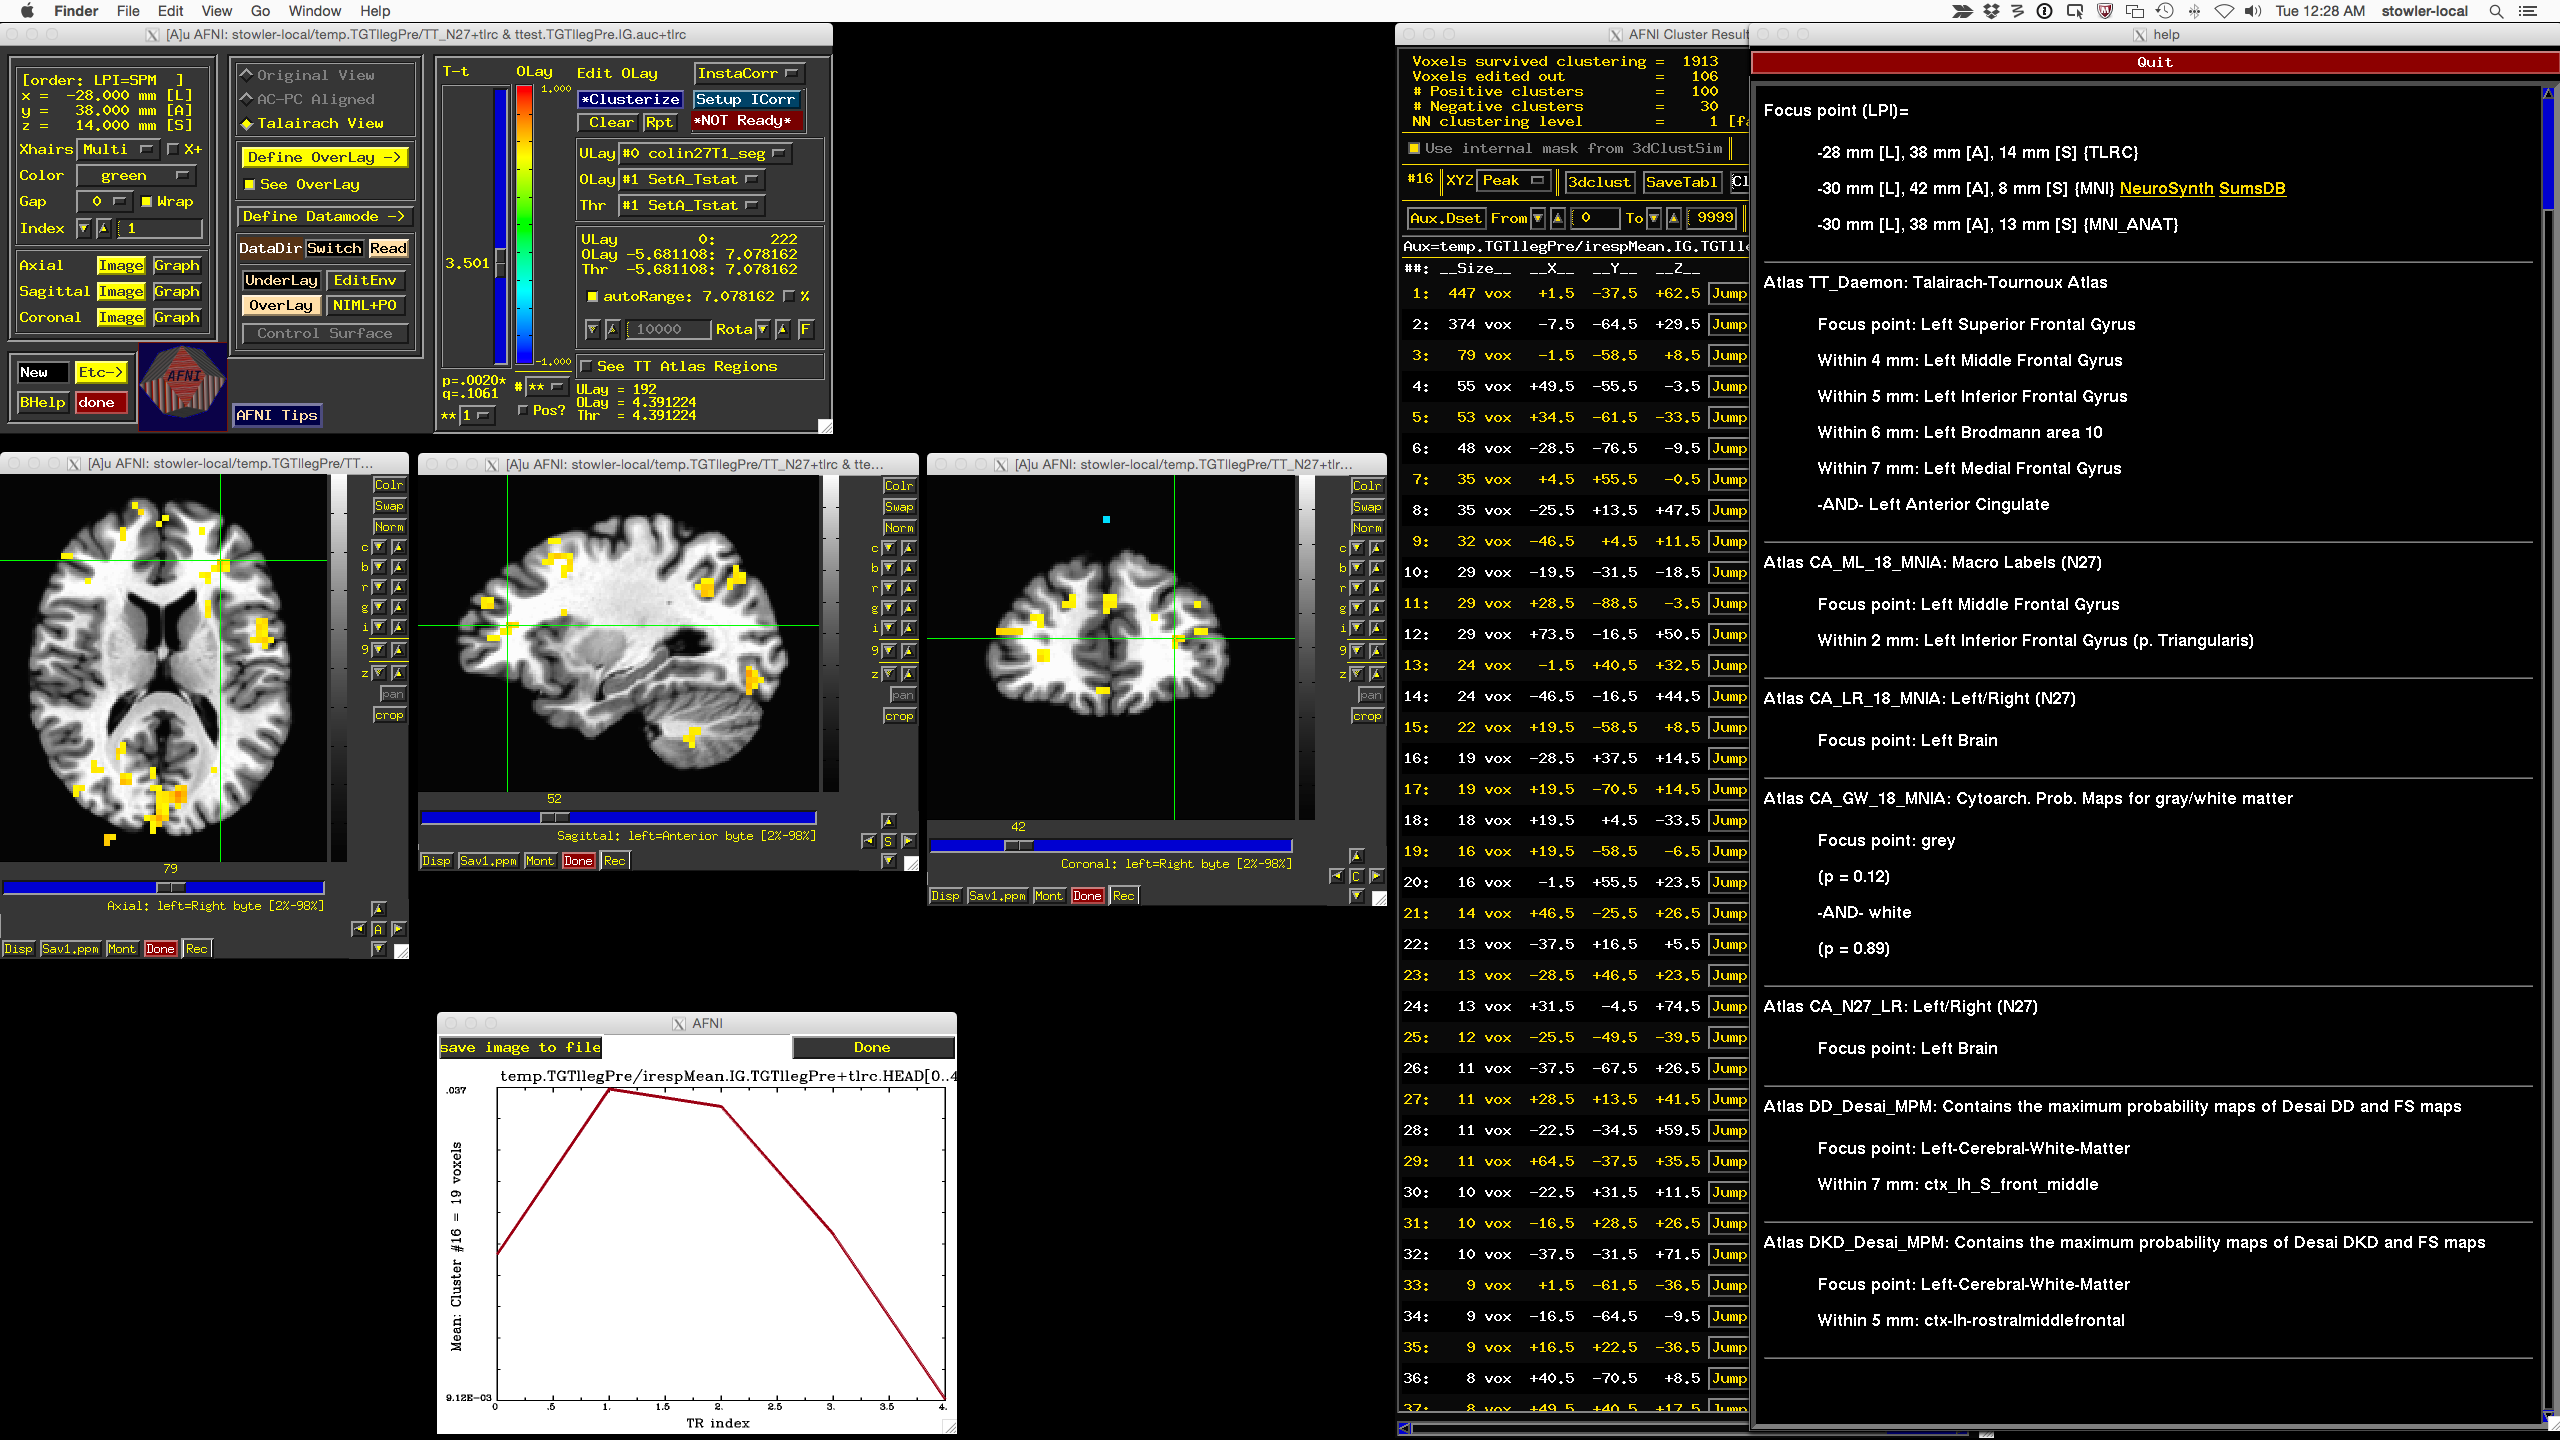 Finder File Edit View Go Window Help
Tue 12:28 AM stowler-local
[A]u AFNI: stowler-local/temp.TGTllegPre/TT_N27+tlrc & ttest.TGTllegPre.IG.auc+tlrc
[order: LPI=SPM ]
x = -28.000 mm [L]
y = 38.000 mm [A]
z = 14.000 mm [S]
Xhairs Multi X+
Color green
Gap 0 Wrap
Index 1
Axial Image Graph
Sagittal Image Graph
Coronal Image Graph
New Etc->
BHelp done
AFNI
Original View
AC-PC Aligned
Talairach View
Define OverLay ->
See OverLay
Define Datamode ->
DataDir Switch Read
UnderLay EditEnv
OverLay NIML+PO
Control Surface
AFNI Tips
T-t OLay Edit OLay InstaCorr
1.000
*Clusterize Setup ICorr
Clear Rpt *NOT Ready*
ULay #0 colin27T1_seg
OLay #1 SetA_Tstat
Thr #1 SetA_Tstat
3.501
ULay 0: 222
OLay -5.681108: 7.078162
Thr -5.681108: 7.078162
autoRange: 7.078162 %
10000 Rota F
-1.000
See TT Atlas Regions
p=.0020*
q=.1061
# **
** 1
Pos?
ULay = 192
OLay = 4.391224
Thr = 4.391224
[A]u AFNI: stowler-local/temp.TGTllegPre/TT...
Colr
Swap
Norm
c
b
r
g
i
9
z
pan
crop
79
Axial: left=Right byte [2%-98%]
A
Disp Sav1.ppm Mont Done Rec
[A]u AFNI: stowler-local/temp.TGTllegPre/TT_N27+tlrc & tte...
Colr
Swap
Norm
c
b
r
g
i
9
z
pan
crop
52
Sagittal: left=Anterior byte [2%-98%]
S
Disp Sav1.ppm Mont Done Rec
[A]u AFNI: stowler-local/temp.TGTllegPre/TT_N27+tlr...
Colr
Swap
Norm
c
b
r
g
i
9
z
pan
crop
42
Coronal: left=Right byte [2%-98%]
C
Disp Sav1.ppm Mont Done Rec
AFNI
save image to file Done
temp.TGTllegPre/irespMean.IG.TGTllegPre+tlrc.HEAD[0..4
.037
Mean: Cluster #16 = 19 voxels
9.12E-03
0 .5 1. 1.5 2. 2.5 3. 3.5 4.
TR index
AFNI Cluster Result
Voxels survived clustering = 1913
Voxels edited out = 106
# Positive clusters = 100
# Negative clusters = 30
NN clustering level = 1 [fa
Use internal mask from 3dClustSim
#16 XYZ Peak 3dclust SaveTabl Cl
Aux.Dset From 0 To 9999
Aux=temp.TGTllegPre/irespMean.IG.TGTlle
##: __Size__ __X__ __Y__ __Z__
1: 447 vox +1.5 -37.5 +62.5 Jump
2: 374 vox -7.5 -64.5 +29.5 Jump
3: 79 vox -1.5 -58.5 +8.5 Jump
4: 55 vox +49.5 -55.5 -3.5 Jump
5: 53 vox +34.5 -61.5 -33.5 Jump
6: 48 vox -28.5 -76.5 -9.5 Jump
7: 35 vox +4.5 +55.5 -0.5 Jump
8: 35 vox -25.5 +13.5 +47.5 Jump
9: 32 vox -46.5 +4.5 +11.5 Jump
10: 29 vox -19.5 -31.5 -18.5 Jump
11: 29 vox +28.5 -88.5 -3.5 Jump
12: 29 vox +73.5 -16.5 +50.5 Jump
13: 24 vox -1.5 +40.5 +32.5 Jump
14: 24 vox -46.5 -16.5 +44.5 Jump
15: 22 vox +19.5 -58.5 +8.5 Jump
16: 19 vox -28.5 +37.5 +14.5 Jump
17: 19 vox +19.5 -70.5 +14.5 Jump
18: 18 vox +19.5 +4.5 -33.5 Jump
19: 16 vox +19.5 -58.5 -6.5 Jump
20: 16 vox -1.5 +55.5 +23.5 Jump
21: 14 vox +46.5 -25.5 +26.5 Jump
22: 13 vox -37.5 +16.5 +5.5 Jump
23: 13 vox -28.5 +46.5 +23.5 Jump
24: 13 vox +31.5 -4.5 +74.5 Jump
25: 12 vox -25.5 -49.5 -39.5 Jump
26: 11 vox -37.5 -67.5 +26.5 Jump
27: 11 vox +28.5 +13.5 +41.5 Jump
28: 11 vox -22.5 -34.5 +59.5 Jump
29: 11 vox +64.5 -37.5 +35.5 Jump
30: 10 vox -22.5 +31.5 +11.5 Jump
31: 10 vox -16.5 +28.5 +26.5 Jump
32: 10 vox -37.5 -31.5 +71.5 Jump
33: 9 vox +1.5 -61.5 -36.5 Jump
34: 9 vox -16.5 -64.5 -9.5 Jump
35: 9 vox +16.5 +22.5 -36.5 Jump
36: 8 vox +40.5 -70.5 +8.5 Jump
37: 8 vox +49.5 +40.5 +17.5 Jump
help
Quit
Focus point (LPI)=
-28 mm [L], 38 mm [A], 14 mm [S] {TLRC}
-30 mm [L], 42 mm [A], 8 mm [S] {MNI} NeuroSynth SumsDB
-30 mm [L], 38 mm [A], 13 mm [S] {MNI_ANAT}
Atlas TT_Daemon: Talairach-Tournoux Atlas
Focus point: Left Superior Frontal Gyrus
Within 4 mm: Left Middle Frontal Gyrus
Within 5 mm: Left Inferior Frontal Gyrus
Within 6 mm: Left Brodmann area 10
Within 7 mm: Left Medial Frontal Gyrus
-AND- Left Anterior Cingulate
Atlas CA_ML_18_MNIA: Macro Labels (N27)
Focus point: Left Middle Frontal Gyrus
Within 2 mm: Left Inferior Frontal Gyrus (p. Triangularis)
Atlas CA_LR_18_MNIA: Left/Right (N27)
Focus point: Left Brain
Atlas CA_GW_18_MNIA: Cytoarch. Prob. Maps for gray/white matter
Focus point: grey
(p = 0.12)
-AND- white
(p = 0.89)
Atlas CA_N27_LR: Left/Right (N27)
Focus point: Left Brain
Atlas DD_Desai_MPM: Contains the maximum probability maps of Desai DD and FS maps
Focus point: Left-Cerebral-White-Matter
Within 7 mm: ctx_lh_S_front_middle
Atlas DKD_Desai_MPM: Contains the maximum probability maps of Desai DKD and FS maps
Focus point: Left-Cerebral-White-Matter
Within 5 mm: ctx-lh-rostralmiddlefrontal